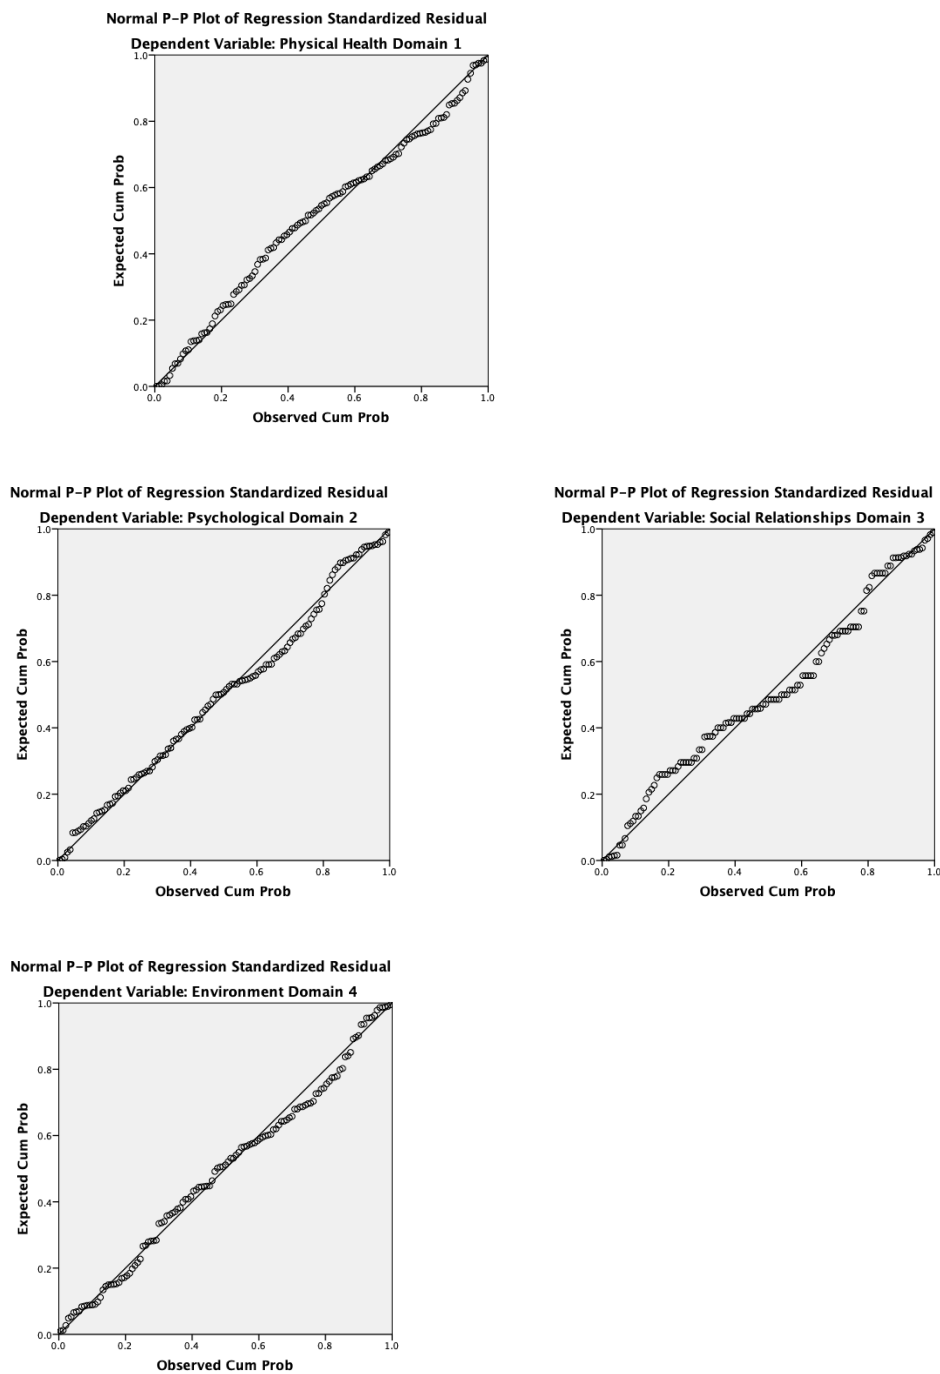 Normal P-P Plot of Regression Standardized Residual
Dependent Variable: Physical Health Domain 1
1.0
0.8
0.6
0.4
0.2
0.0
Expected Cum Prob
0.0 0.2 0.4 0.6 0.8 1.0
Observed Cum Prob
Normal P-P Plot of Regression Standardized Residual
Dependent Variable: Psychological Domain 2
1.0
0.8
0.6
0.4
0.2
0.0
Expected Cum Prob
0.0 0.2 0.4 0.6 0.8 1.0
Observed Cum Prob
Normal P-P Plot of Regression Standardized Residual
Dependent Variable: Social Relationships Domain 3
1.0
0.8
0.6
0.4
0.2
0.0
Expected Cum Prob
0.0 0.2 0.4 0.6 0.8 1.0
Observed Cum Prob
Normal P-P Plot of Regression Standardized Residual
Dependent Variable: Environment Domain 4
1.0
0.8
0.6
0.4
0.2
0.0
Expected Cum Prob
0.0 0.2 0.4 0.6 0.8 1.0
Observed Cum Prob